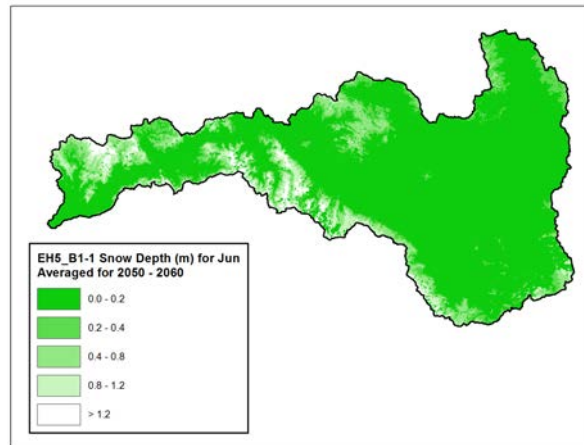 EH5_B1-1 Snow Depth (m) for Jun
Averaged for 2050 - 2060
0.0 - 0.2
0.2 - 0.4
0.4 - 0.8
0.8 - 1.2
> 1.2